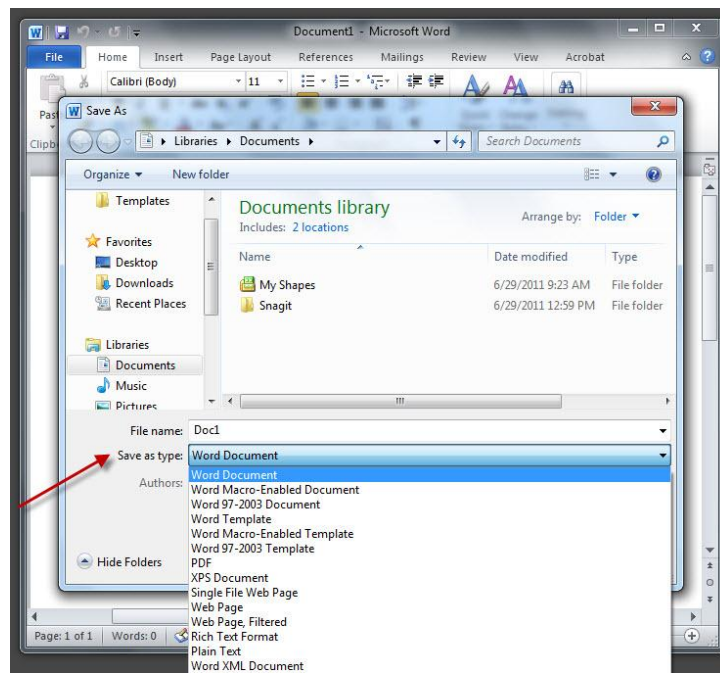 Document1 - Microsoft Word
File Home Insert Page Layout References Mailings Review View Acrobat
Calibri (Body) 11
W Save As
Libraries Documents Search Documents
Organize New folder
Templates
Documents library
Includes: 2 locations
Arrange by: Folder
Favorites
Desktop
Downloads
Recent Places
Name Date modified Type
My Shapes 6/29/2011 9:23 AM File folder
Snagit 6/29/2011 12:59 PM File folder
Libraries
Documents
Music
Pictures
File name: Doc1
Save as type: Word Document
Authors:
Word Document
Word Macro-Enabled Document
Word 97-2003 Document
Word Template
Word Macro-Enabled Template
Word 97-2003 Template
Hide Folders
PDF
XPS Document
Single File Web Page
Web Page
Web Page, Filtered
Rich Text Format
Plain Text
Word XML Document
Page: 1 of 1 Words: 0